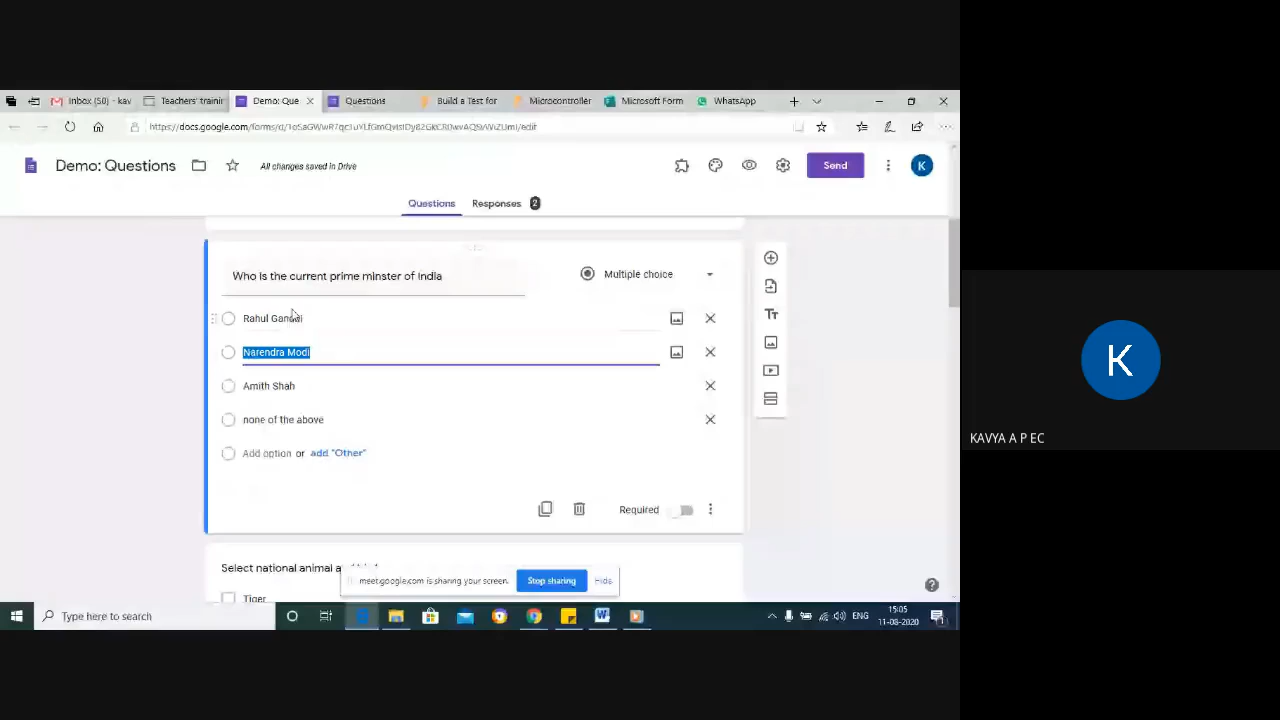 Inbox (50) - kav
Teachers' trainin
Demo: Que
Questions
Build a Test for
Microcontroller
Microsoft Form
WhatsApp
Demo: Questions
All changes saved in Drive
Send
K
Questions
Responses 2
Who is the current prime minster of India
Multiple choice
Rahul Gandhi
Narendra Modi
Amith Shah
none of the above
Add option or add "Other"
Required
Select national animal
Tiger
meet.google.com is sharing your screen.
Stop sharing
Hide
Type here to search
ENG
15:05
11-08-2020
K
KAVYA A P EC